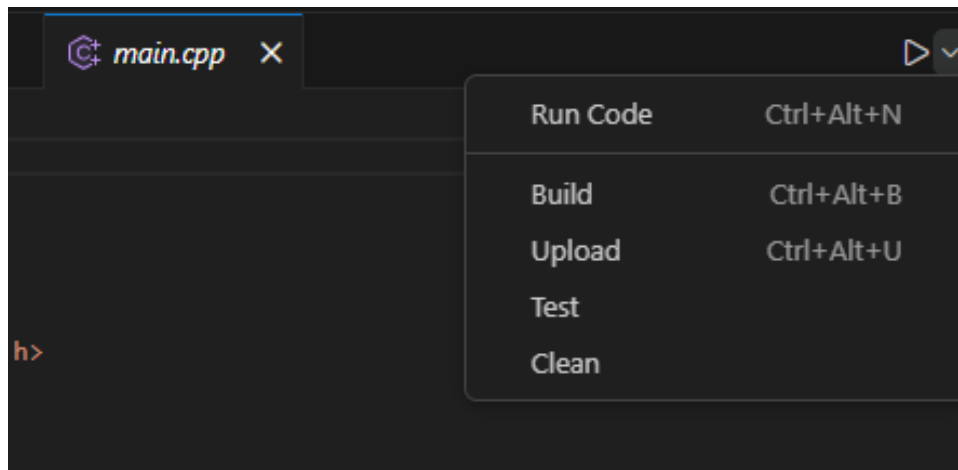 main.cpp
Run Code Ctrl+Alt+N
Build Ctrl+Alt+B
Upload Ctrl+Alt+U
Test
h>
Clean